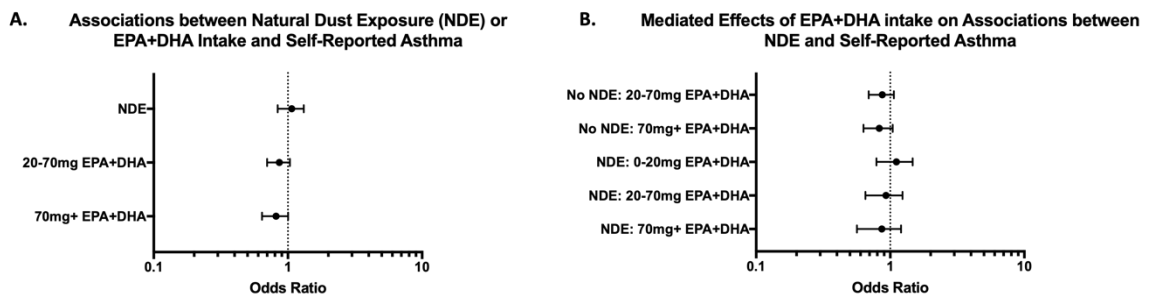 A.
Associations between Natural Dust Exposure (NDE) or
EPA+DHA Intake and Self-Reported Asthma
NDE
20-70mg EPA+DHA
70mg+ EPA+DHA
0.1 1 10
Odds Ratio
B.
Mediated Effects of EPA+DHA intake on Associations between
NDE and Self-Reported Asthma
No NDE: 20-70mg EPA+DHA
No NDE: 70mg+ EPA+DHA
NDE: 0-20mg EPA+DHA
NDE: 20-70mg EPA+DHA
NDE: 70mg+ EPA+DHA
0.1 1 10
Odds Ratio